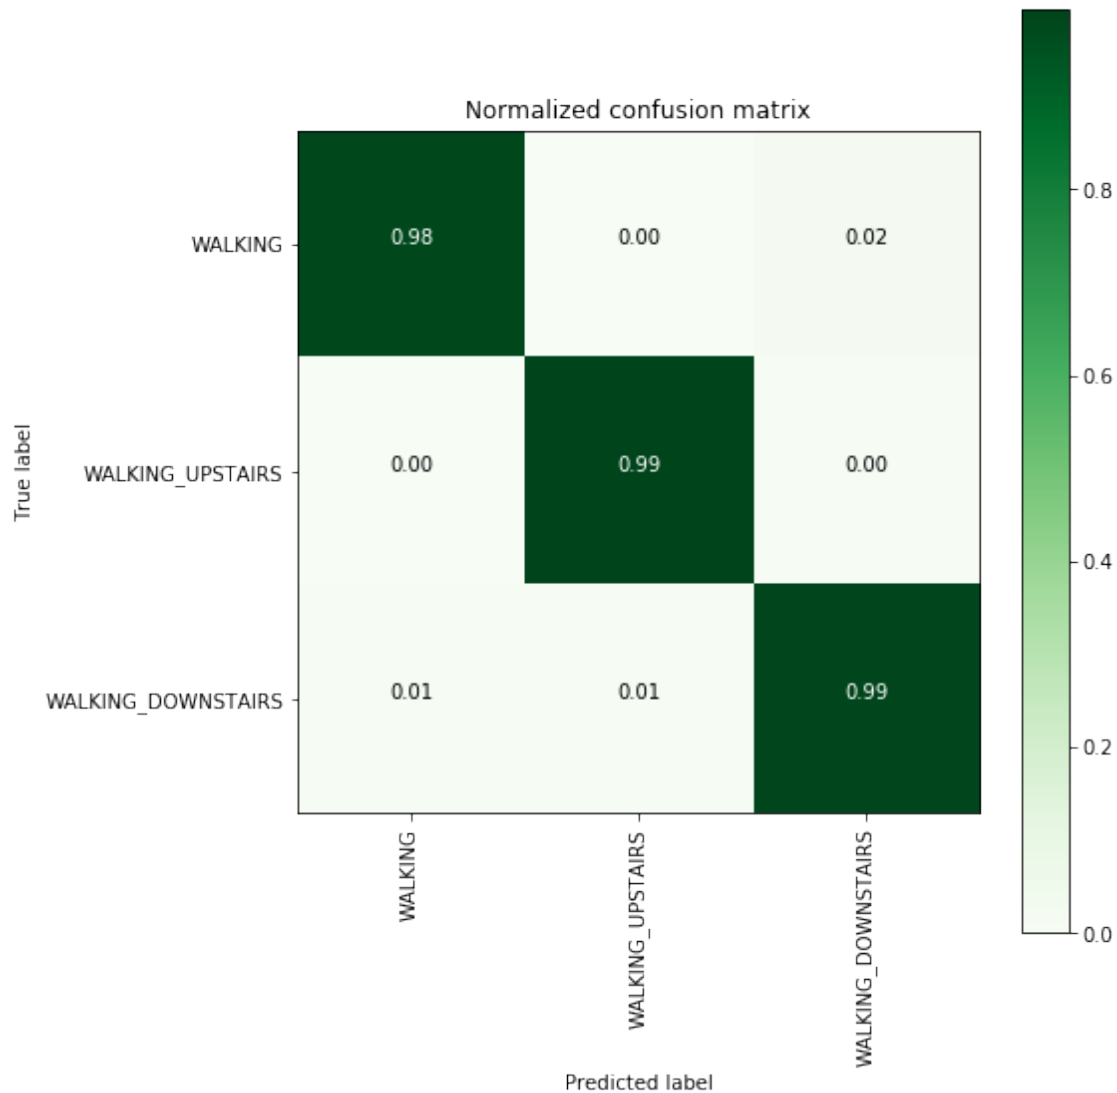 Normalized confusion matrix
True label
WALKING
0.98
0.00
0.02
WALKING_UPSTAIRS
0.00
0.99
0.00
WALKING_DOWNSTAIRS
0.01
0.01
0.99
WALKING
WALKING_UPSTAIRS
WALKING_DOWNSTAIRS
Predicted label
0.8
0.6
0.4
0.2
0.0